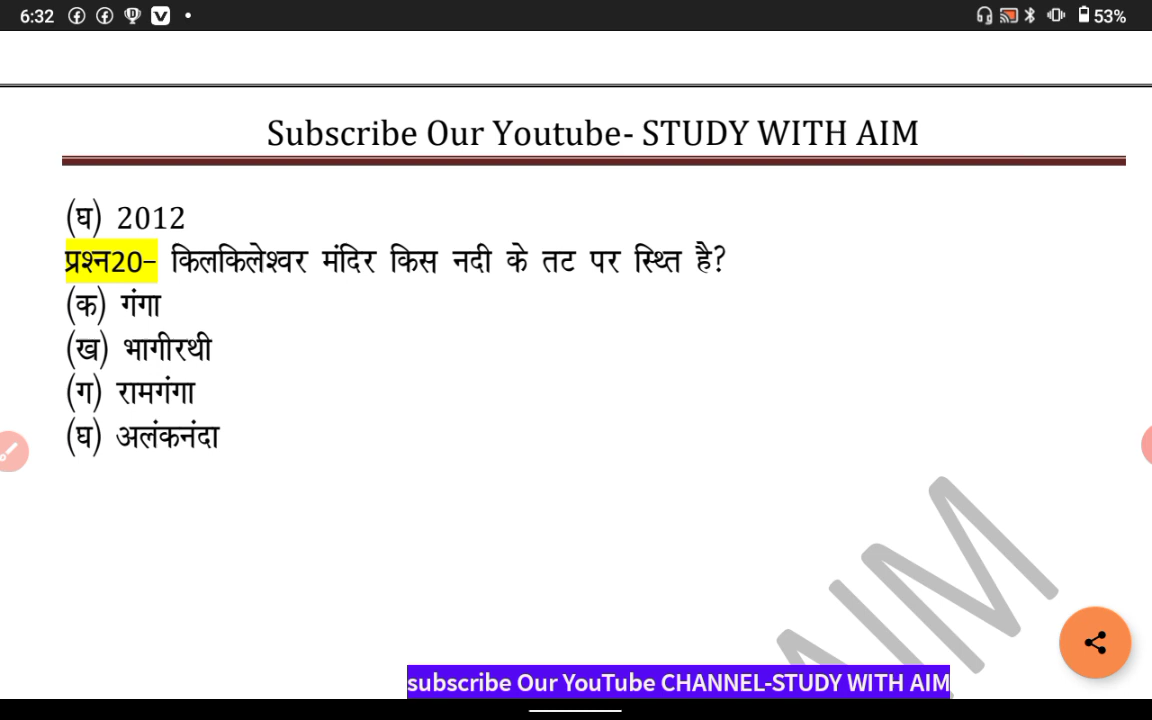 6:32
53%
Subscribe Our Youtube- STUDY WITH AIM
(घ) 2012
प्रश्न20- किलकिलेश्वर मंदिर किस नदी के तट पर स्थ्ति है?
(क) गंगा
(ख) भागीरथी
(ग) रामगंगा
(घ) अलंकनंदा
AIM
subscribe Our YouTube CHANNEL-STUDY WITH AIM